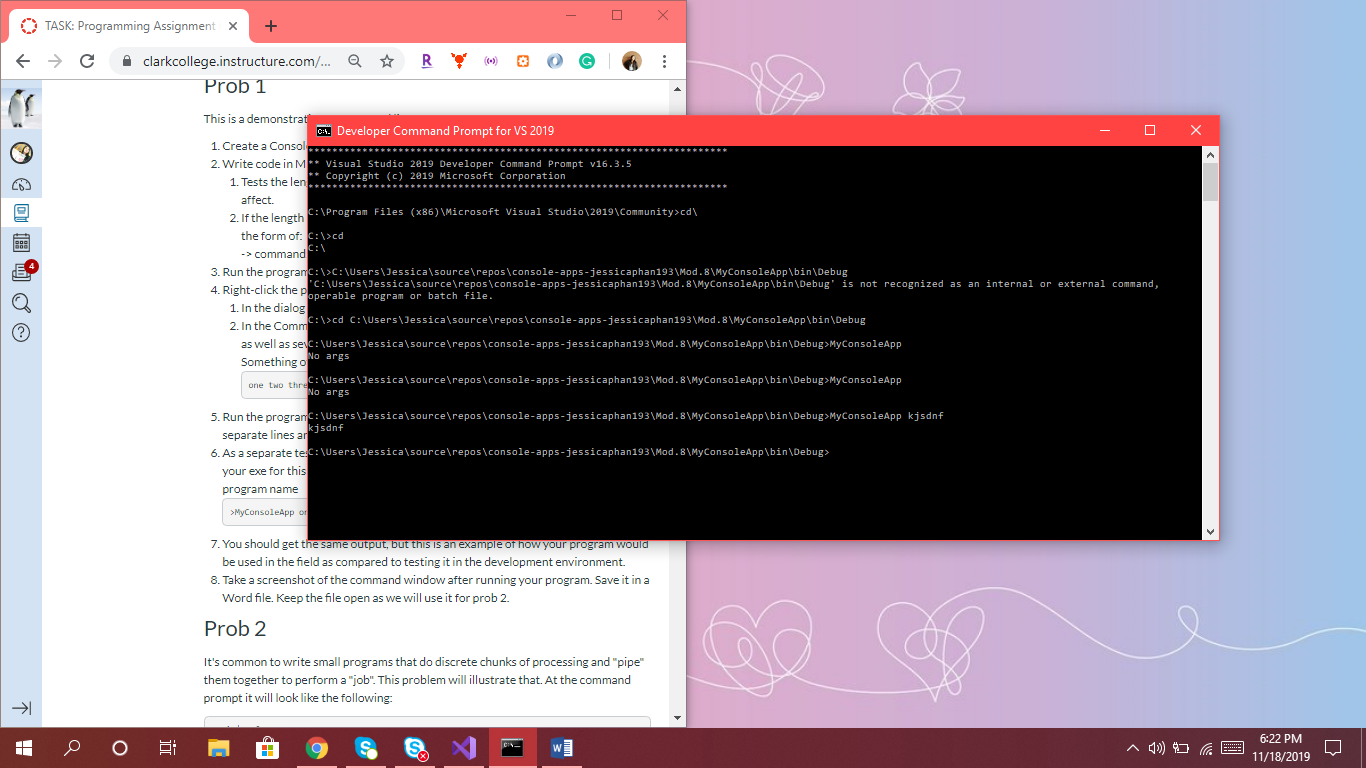 TASK: Programming Assignment
clarkcollege.instructure.com/...
Prob 1
This is a demonstrati
1. Create a Consol
2. Write code in M
1. Tests the len
affect.
2. If the length
the form of:
-> command
3. Run the program
4. Right-click the p
1. In the dialog
2. In the Comm
as well as sev
Something o
one two thre
5. Run the program
separate lines an
6. As a separate tes
your exe for this
program name
>MyConsoleApp on
7. You should get the same output, but this is an example of how your program would
be used in the field as compared to testing it in the development environment.
8. Take a screenshot of the command window after running your program. Save it in a
Word file. Keep the file open as we will use it for prob 2.
Prob 2
It's common to write small programs that do discrete chunks of processing and "pipe"
them together to perform a "job". This problem will illustrate that. At the command
prompt it will look like the following:
4
Developer Command Prompt for VS 2019
**********************************************************************
** Visual Studio 2019 Developer Command Prompt v16.3.5
** Copyright (c) 2019 Microsoft Corporation
**********************************************************************
C:\Program Files (x86)\Microsoft Visual Studio\2019\Community>cd\
C:\>cd
C:\
C:\>C:\Users\Jessica\source\repos\console-apps-jessicaphan193\Mod.8\MyConsoleApp\bin\Debug
'C:\Users\Jessica\source\repos\console-apps-jessicaphan193\Mod.8\MyConsoleApp\bin\Debug' is not recognized as an internal or external command,
operable program or batch file.
C:\>cd C:\Users\Jessica\source\repos\console-apps-jessicaphan193\Mod.8\MyConsoleApp\bin\Debug
C:\Users\Jessica\source\repos\console-apps-jessicaphan193\Mod.8\MyConsoleApp\bin\Debug>MyConsoleApp
No args
C:\Users\Jessica\source\repos\console-apps-jessicaphan193\Mod.8\MyConsoleApp\bin\Debug>MyConsoleApp
No args
C:\Users\Jessica\source\repos\console-apps-jessicaphan193\Mod.8\MyConsoleApp\bin\Debug>MyConsoleApp kjsdnf
kjsdnf
C:\Users\Jessica\source\repos\console-apps-jessicaphan193\Mod.8\MyConsoleApp\bin\Debug>
6:22 PM
11/18/2019